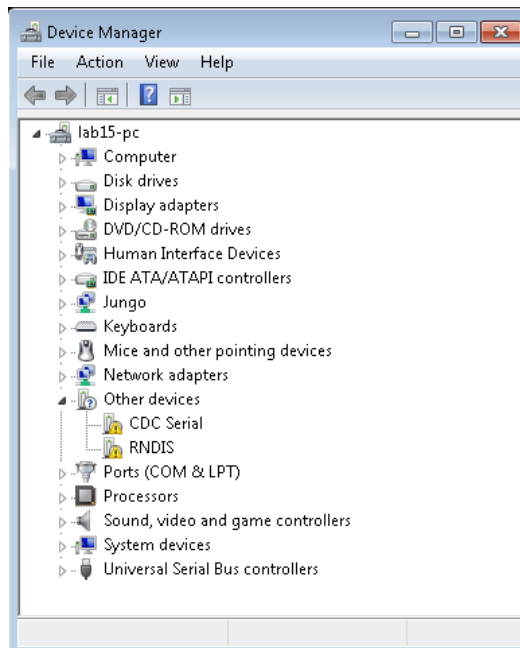 Device Manager
File Action View Help
lab15-pc
Computer
Disk drives
Display adapters
DVD/CD-ROM drives
Human Interface Devices
IDE ATA/ATAPI controllers
Jungo
Keyboards
Mice and other pointing devices
Network adapters
Other devices
CDC Serial
RNDIS
Ports (COM & LPT)
Processors
Sound, video and game controllers
System devices
Universal Serial Bus controllers